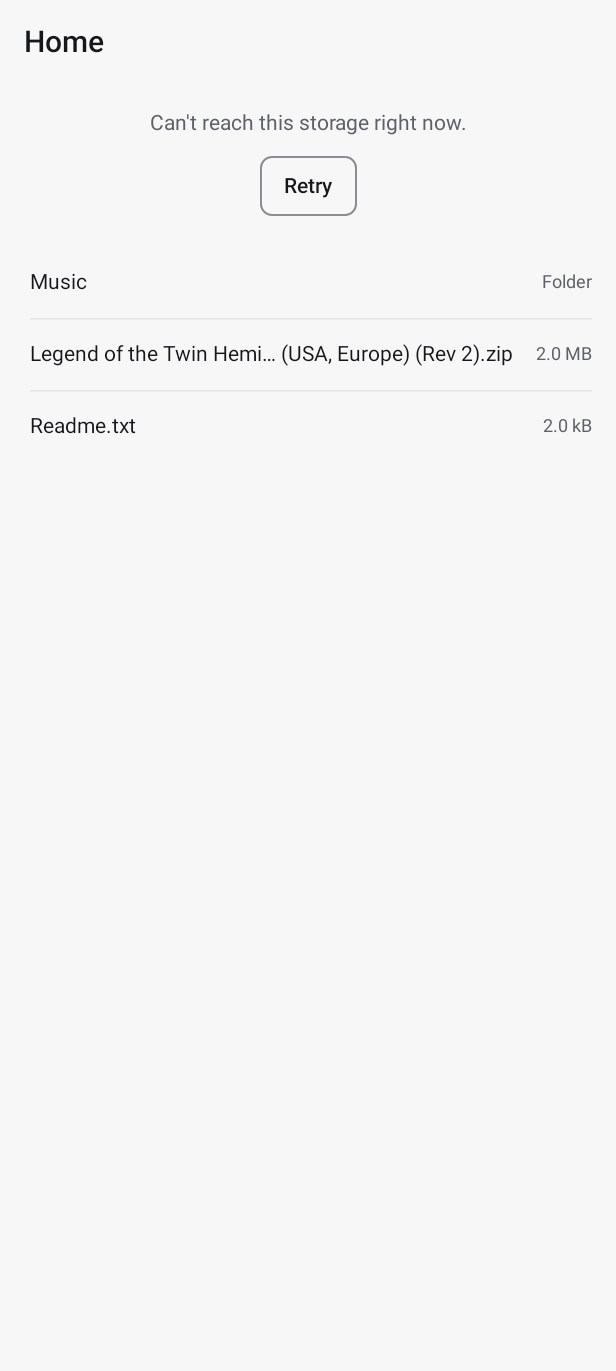 Home
Can't reach this storage right now.
Retry
Music Folder
Legend of the Twin Hemi... (USA, Europe) (Rev 2).zip 2.0 MB
Readme.txt 2.0 kB